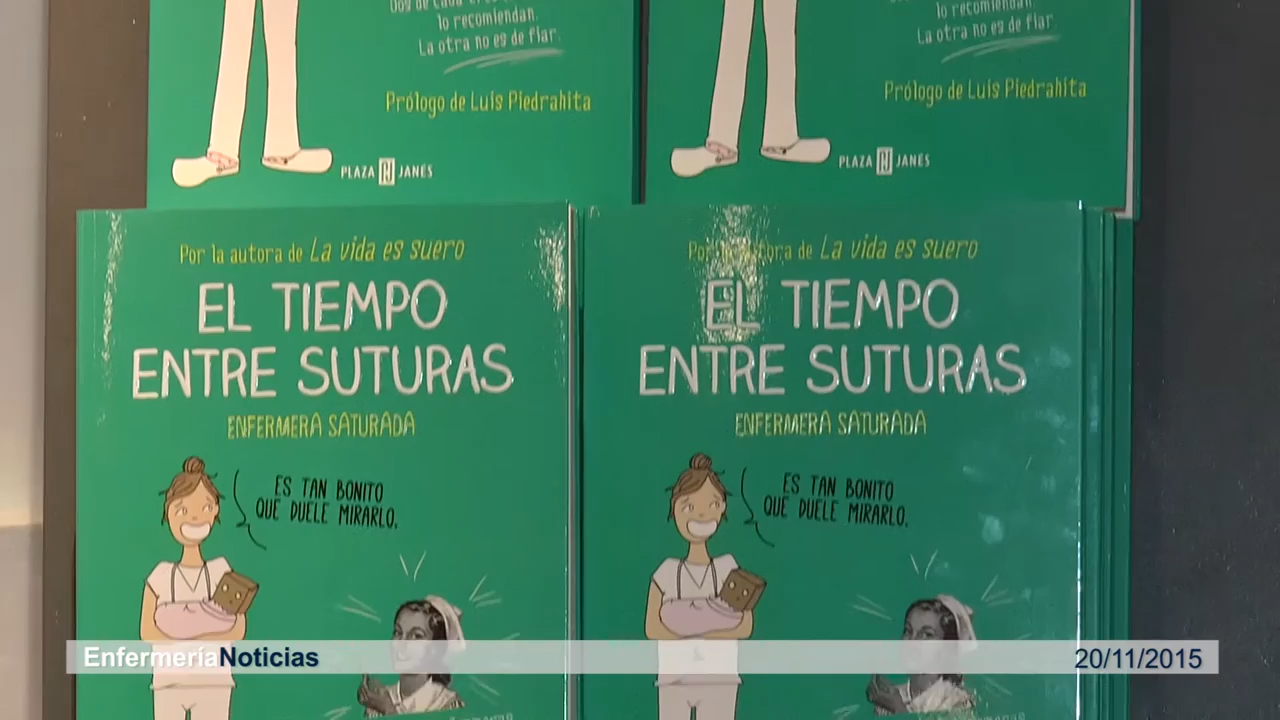 lo recomiendan.
La otra no es de fiar.
Prólogo de Luis Piedrahita
PLAZA JANÉS
lo recomiendan.
La otra no es de fiar.
Prólogo de Luis Piedrahita
PLAZA JANÉS
Por la autora de La vida es suero
EL TIEMPO
ENTRE SUTURAS
ENFERMERA SATURADA
ES TAN BONITO
QUE DUELE MIRARLO.
Por la autora de La vida es suero
EL TIEMPO
ENTRE SUTURAS
ENFERMERA SATURADA
ES TAN BONITO
QUE DUELE MIRARLO.
EnfermeríaNoticias
20/11/2015